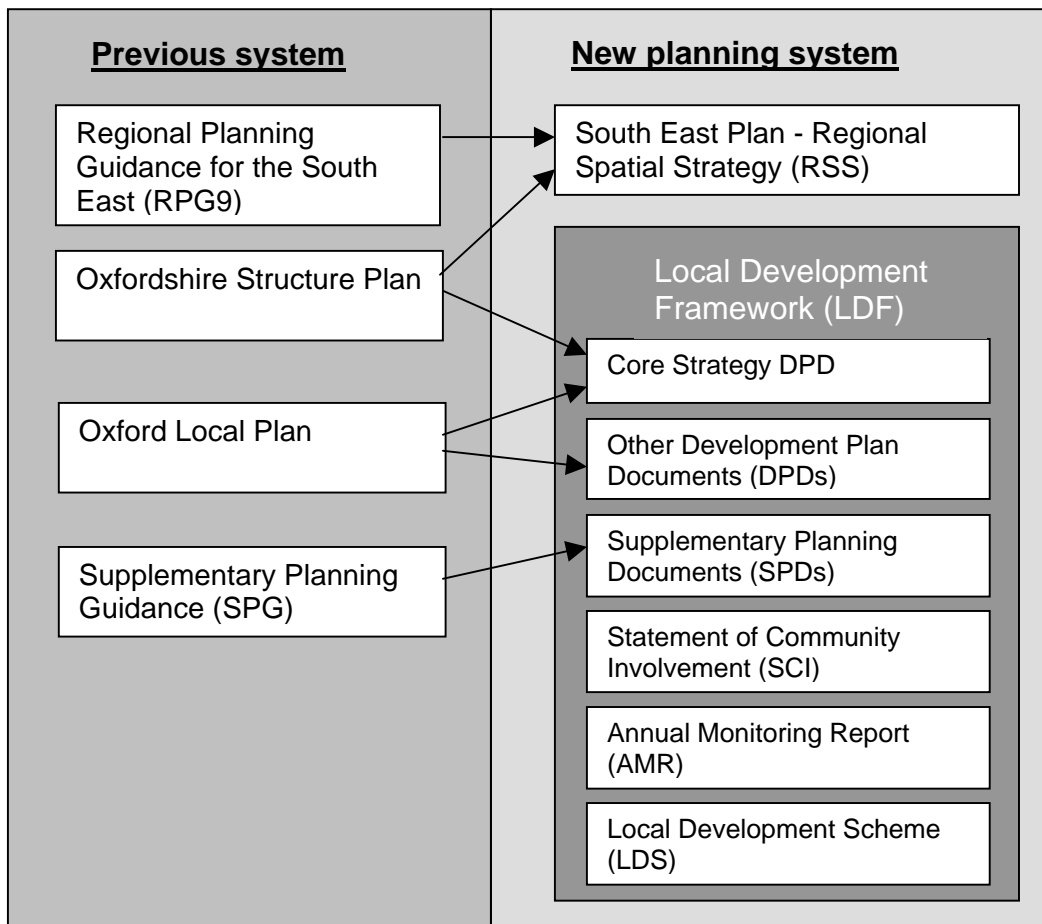 Previous system
Regional Planning
Guidance for the South
East (RPG9)
Oxfordshire Structure Plan
Oxford Local Plan
Supplementary Planning
Guidance (SPG)
New planning system
South East Plan - Regional
Spatial Strategy (RSS)
Local Development
Framework (LDF)
Core Strategy DPD
Other Development Plan
Documents (DPDs)
Supplementary Planning
Documents (SPDs)
Statement of Community
Involvement (SCI)
Annual Monitoring Report
(AMR)
Local Development Scheme
(LDS)